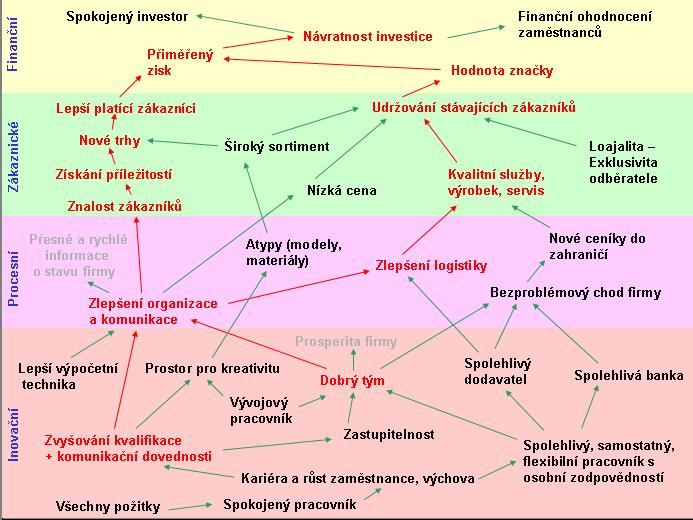 Finanční
Spokojený investor
Finanční ohodnocení
zaměstnanců
Návratnost investice
Přiměřený
zisk
Hodnota značky
Zákaznické
Lepší platící zákazníci
Udržování stávajících zákazníků
Nové trhy
Široký sortiment
Loajalita –
Exklusivita
odběratele
Získání příležitostí
Kvalitní služby,
výrobek, servis
Nízká cena
Znalost zákazníků
Procesní
Přesné a rychlé
informace
o stavu firmy
Atypy (modely,
materiály)
Nové ceníky do
zahraničí
Zlepšení logistiky
Bezproblémový chod firmy
Zlepšení organizace
a komunikace
Inovační
Prosperita firmy
Lepší výpočetní
technika
Prostor pro kreativitu
Dobrý tým
Spolehlivý
dodavatel
Spolehlivá banka
Vývojový
pracovník
Zastupitelnost
Zvyšování kvalifikace
+ komunikační dovednosti
Spolehlivý, samostatný,
flexibilní pracovník s
osobní zodpovědností
Kariéra a růst zaměstnance, výchova
Všechny požitky
Spokojený pracovník